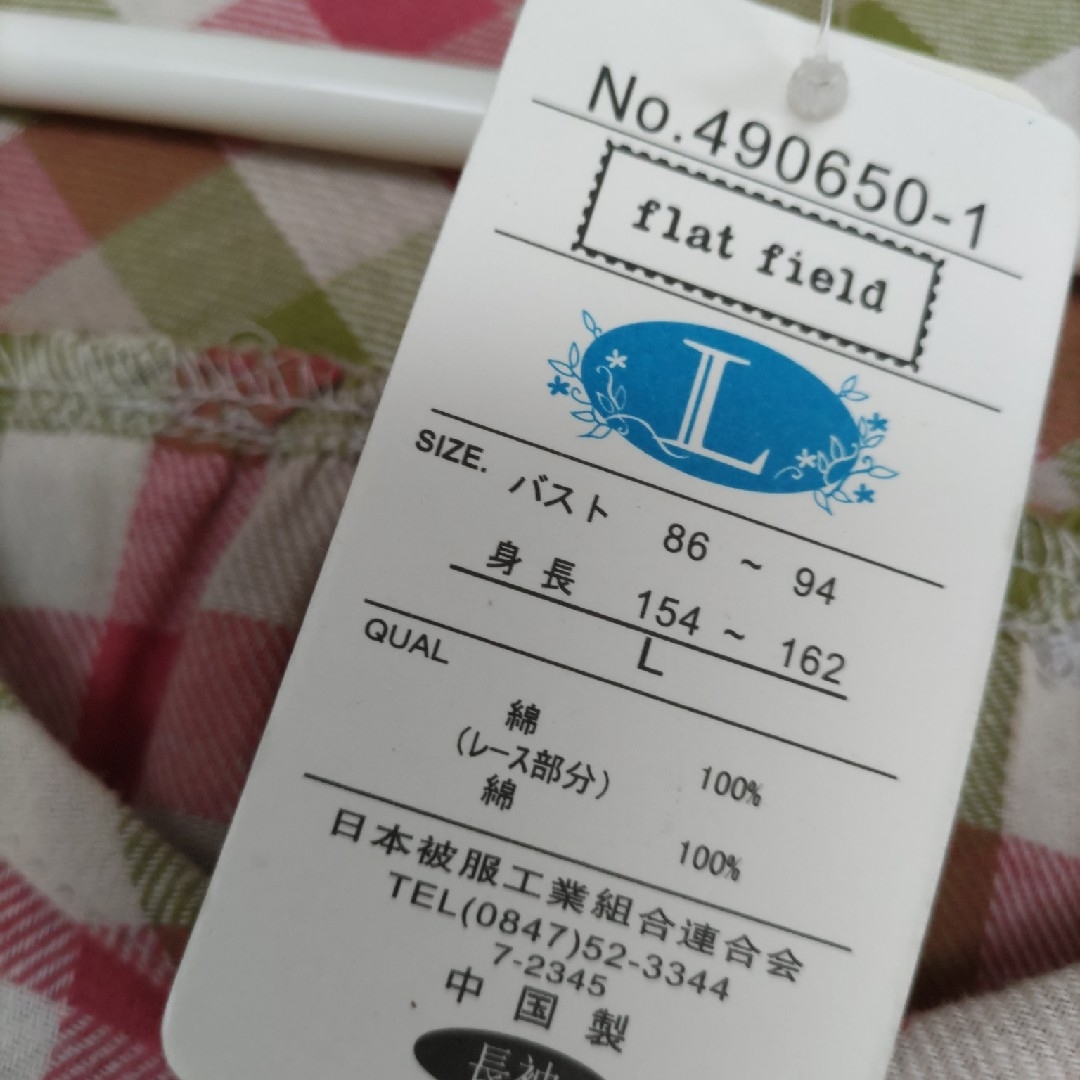 No.490650-1
flat field
L
SIZE.
バスト 86 ~ 94
身長 154 ~ 162
L
QUAL
綿 100%
(レース部分)
綿 100%
日本被服工業組合連合会
TEL(0847)52-3344
7-2345
中国製
長袖